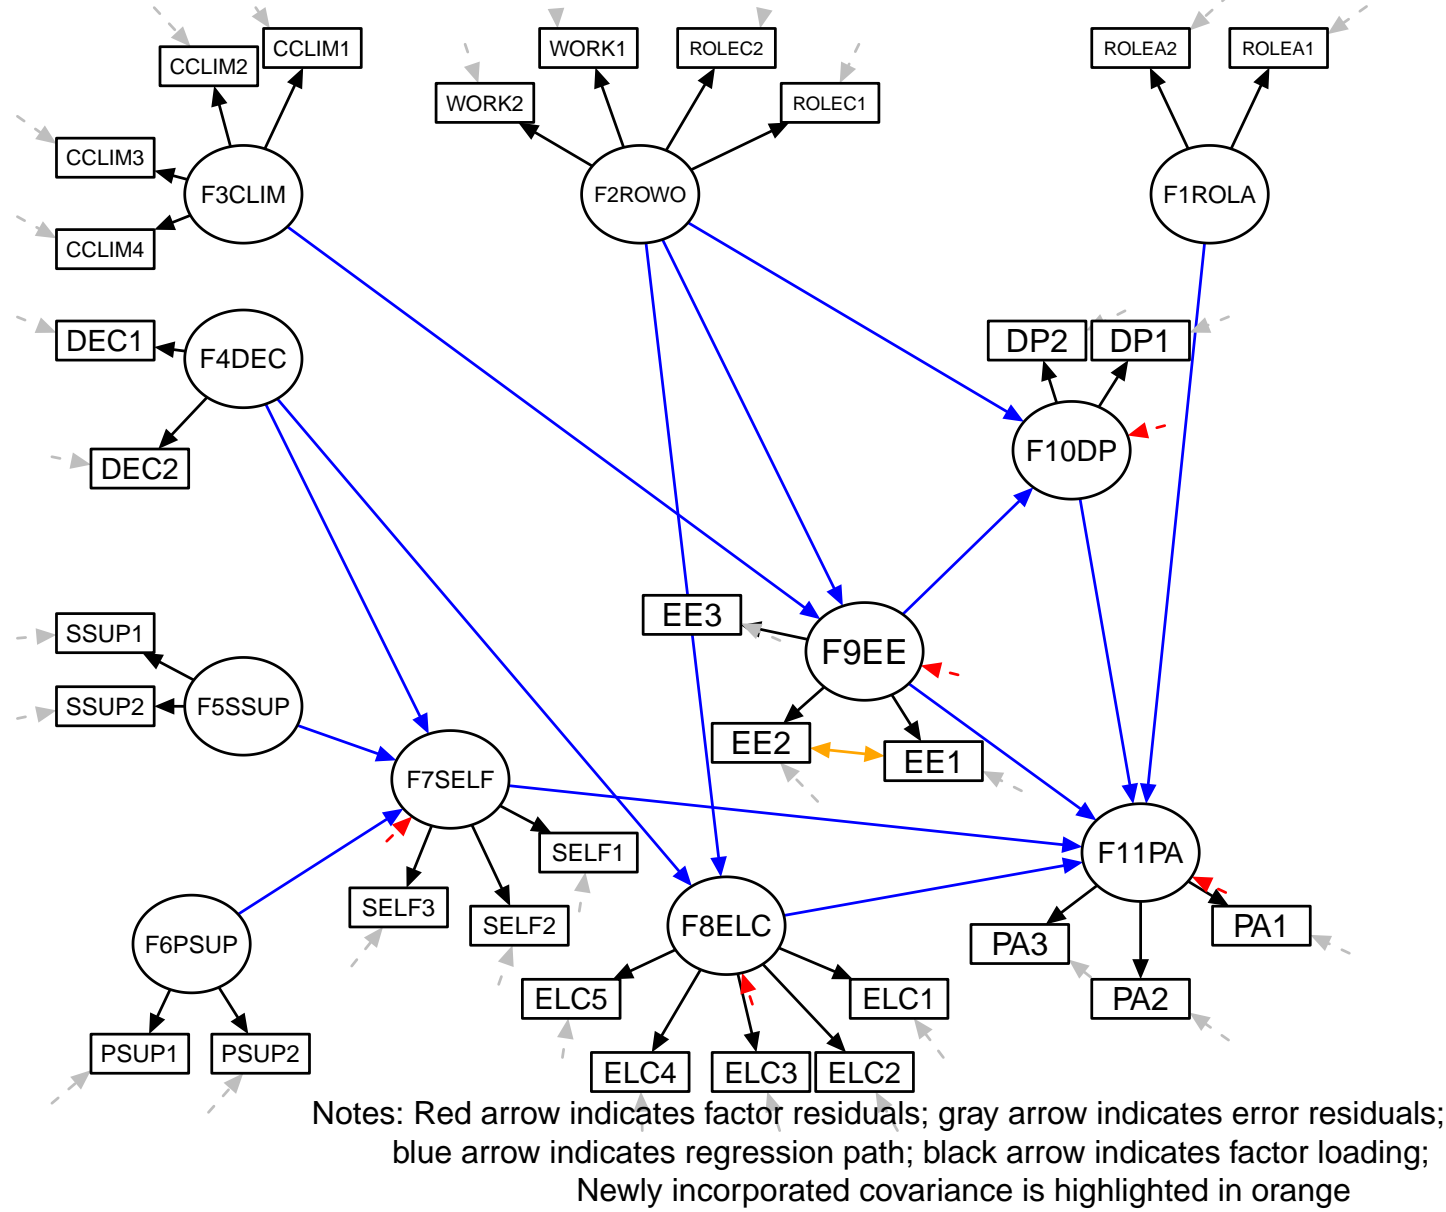 CCLIM1
WORK1
ROLEC2
ROLEA2
ROLEA1
CCLIM2
WORK2
ROLEC1
CCLIM3
F3CLIM
F2ROWO
F1ROLA
CCLIM4
DEC1
F4DEC
DP2
DP1
DEC2
F10DP
SSUP1
EE3
F9EE
SSUP2
F5SSUP
EE2
EE1
F7SELF
SELF1
F11PA
SELF3
SELF2
F8ELC
PA1
F6PSUP
PA3
ELC5
ELC1
PA2
PSUP1
PSUP2
ELC4
ELC3
ELC2
Notes: Red arrow indicates factor residuals; gray arrow indicates error residuals;
blue arrow indicates regression path; black arrow indicates factor loading;
Newly incorporated covariance is highlighted in orange